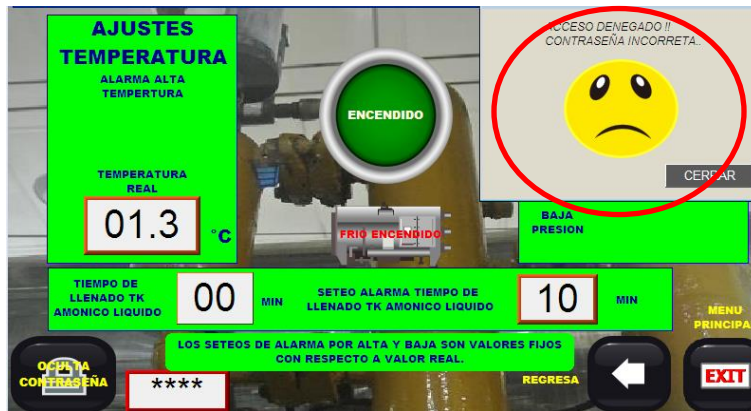 AJUSTES
TEMPERATURA
ALARMA ALTA
TEMPERTURA
TEMPERATURA
REAL
01.3 °C
ENCENDIDO
FRIO ENCENDIDO
ACCESO DENEGADO !!
CONTRASEÑA INCORRETA..
CERRAR
BAJA
PRESION
TIEMPO DE
LLENADO TK
AMONICO LIQUIDO
00 MIN
SETEO ALARMA TIEMPO DE
LLENADO TK AMONICO LIQUIDO
10 MIN
LOS SETEOS DE ALARMA POR ALTA Y BAJA SON VALORES FIJOS
CON RESPECTO A VALOR REAL.
OCULTA
CONTRASEÑA
****
REGRESA
MENU
PRINCIPA
EXIT